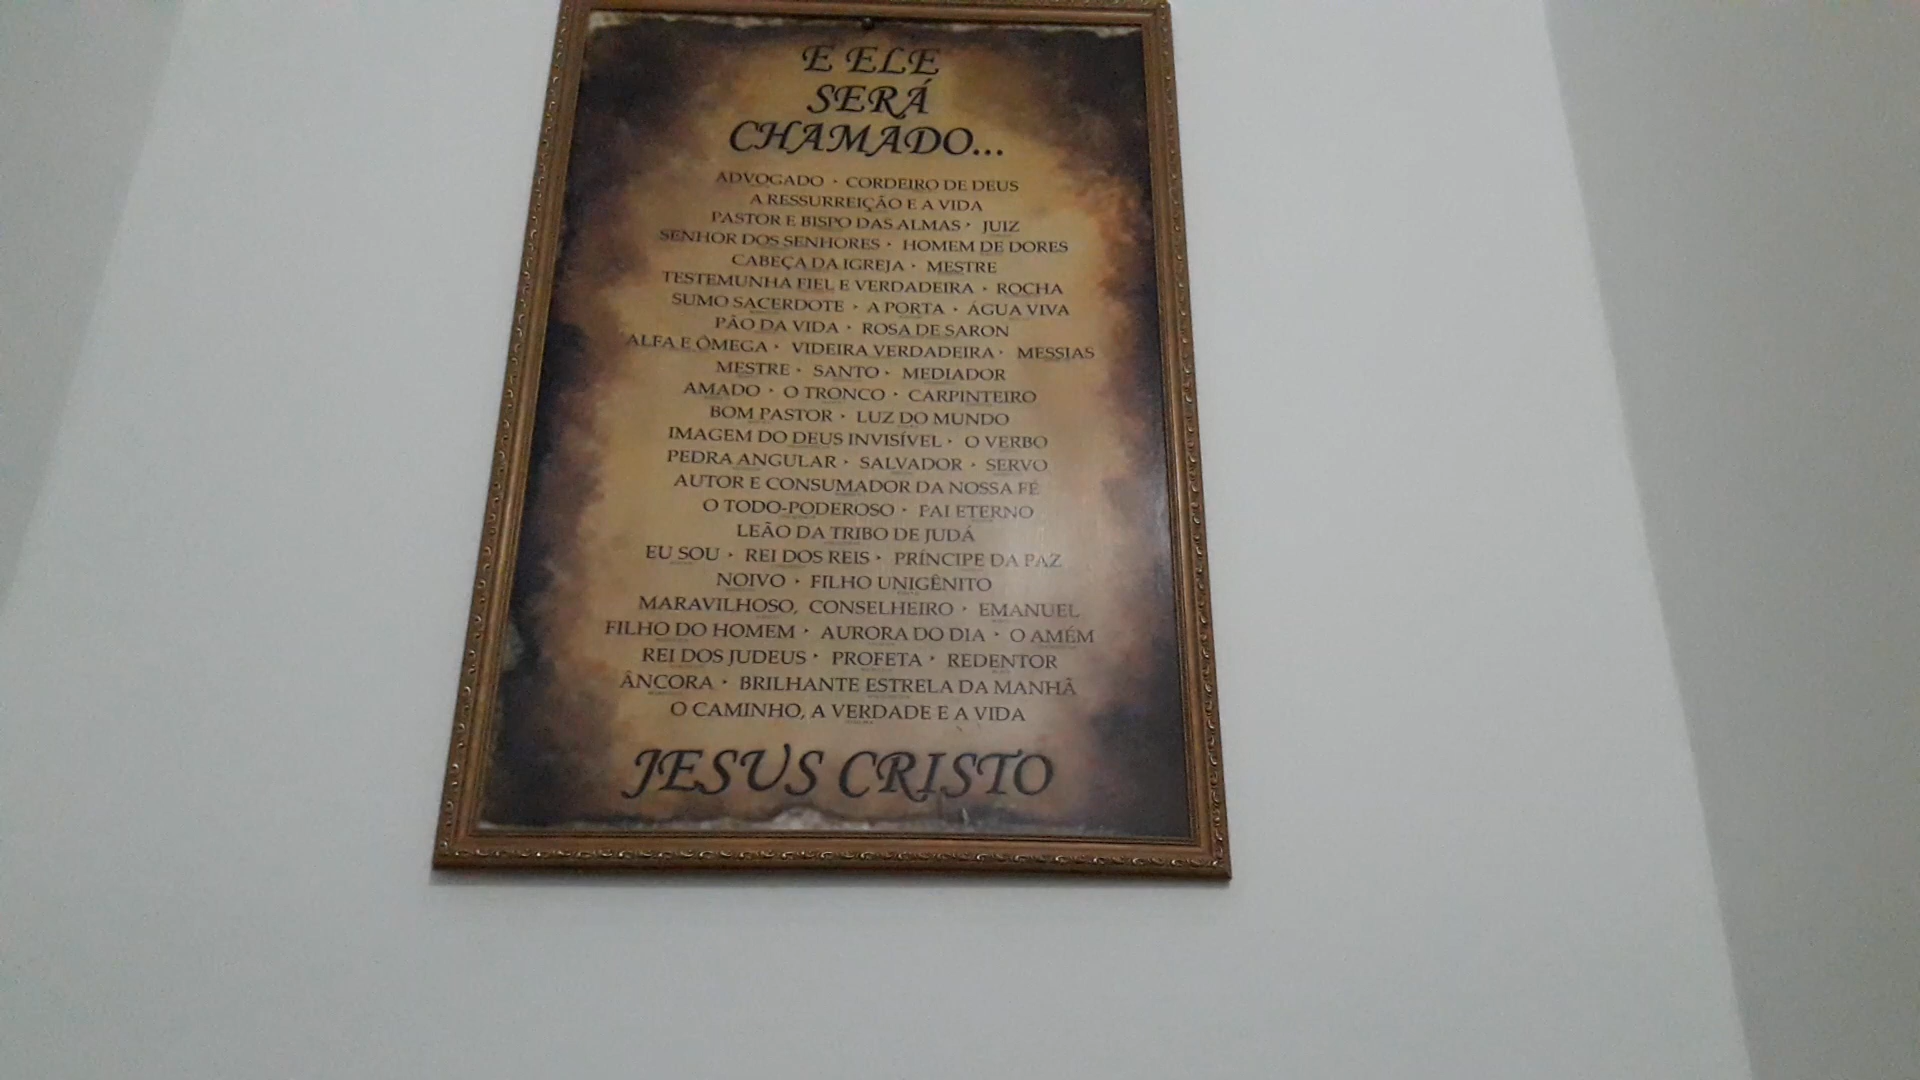 E ELE
SERÁ
CHAMADO...
ADVOGADO • CORDEIRO DE DEUS
A RESSURREIÇÃO E A VIDA
PASTOR E BISPO DAS ALMAS • JUIZ
SENHOR DOS SENHORES • HOMEM DE DORES
CABEÇA DA IGREJA • MESTRE
TESTEMUNHA FIEL E VERDADEIRA • ROCHA
SUMO SACERDOTE • A PORTA • ÁGUA VIVA
PÃO DA VIDA • ROSA DE SARON
ALFA E ÔMEGA • VIDEIRA VERDADEIRA • MESSIAS
MESTRE • SANTO • MEDIADOR
AMADO • O TRONCO • CARPINTEIRO
BOM PASTOR • LUZ DO MUNDO
IMAGEM DO DEUS INVISÍVEL • O VERBO
PEDRA ANGULAR • SALVADOR • SERVO
AUTOR E CONSUMADOR DA NOSSA FÉ
O TODO-PODEROSO • PAI ETERNO
LEÃO DA TRIBO DE JUDÁ
EU SOU • REI DOS REIS • PRÍNCIPE DA PAZ
NOIVO • FILHO UNIGÊNITO
MARAVILHOSO, CONSELHEIRO • EMANUEL
FILHO DO HOMEM • AURORA DO DIA • O AMÉM
REI DOS JUDEUS • PROFETA • REDENTOR
ÂNCORA • BRILHANTE ESTRELA DA MANHÃ
O CAMINHO, A VERDADE E A VIDA
JESUS CRISTO